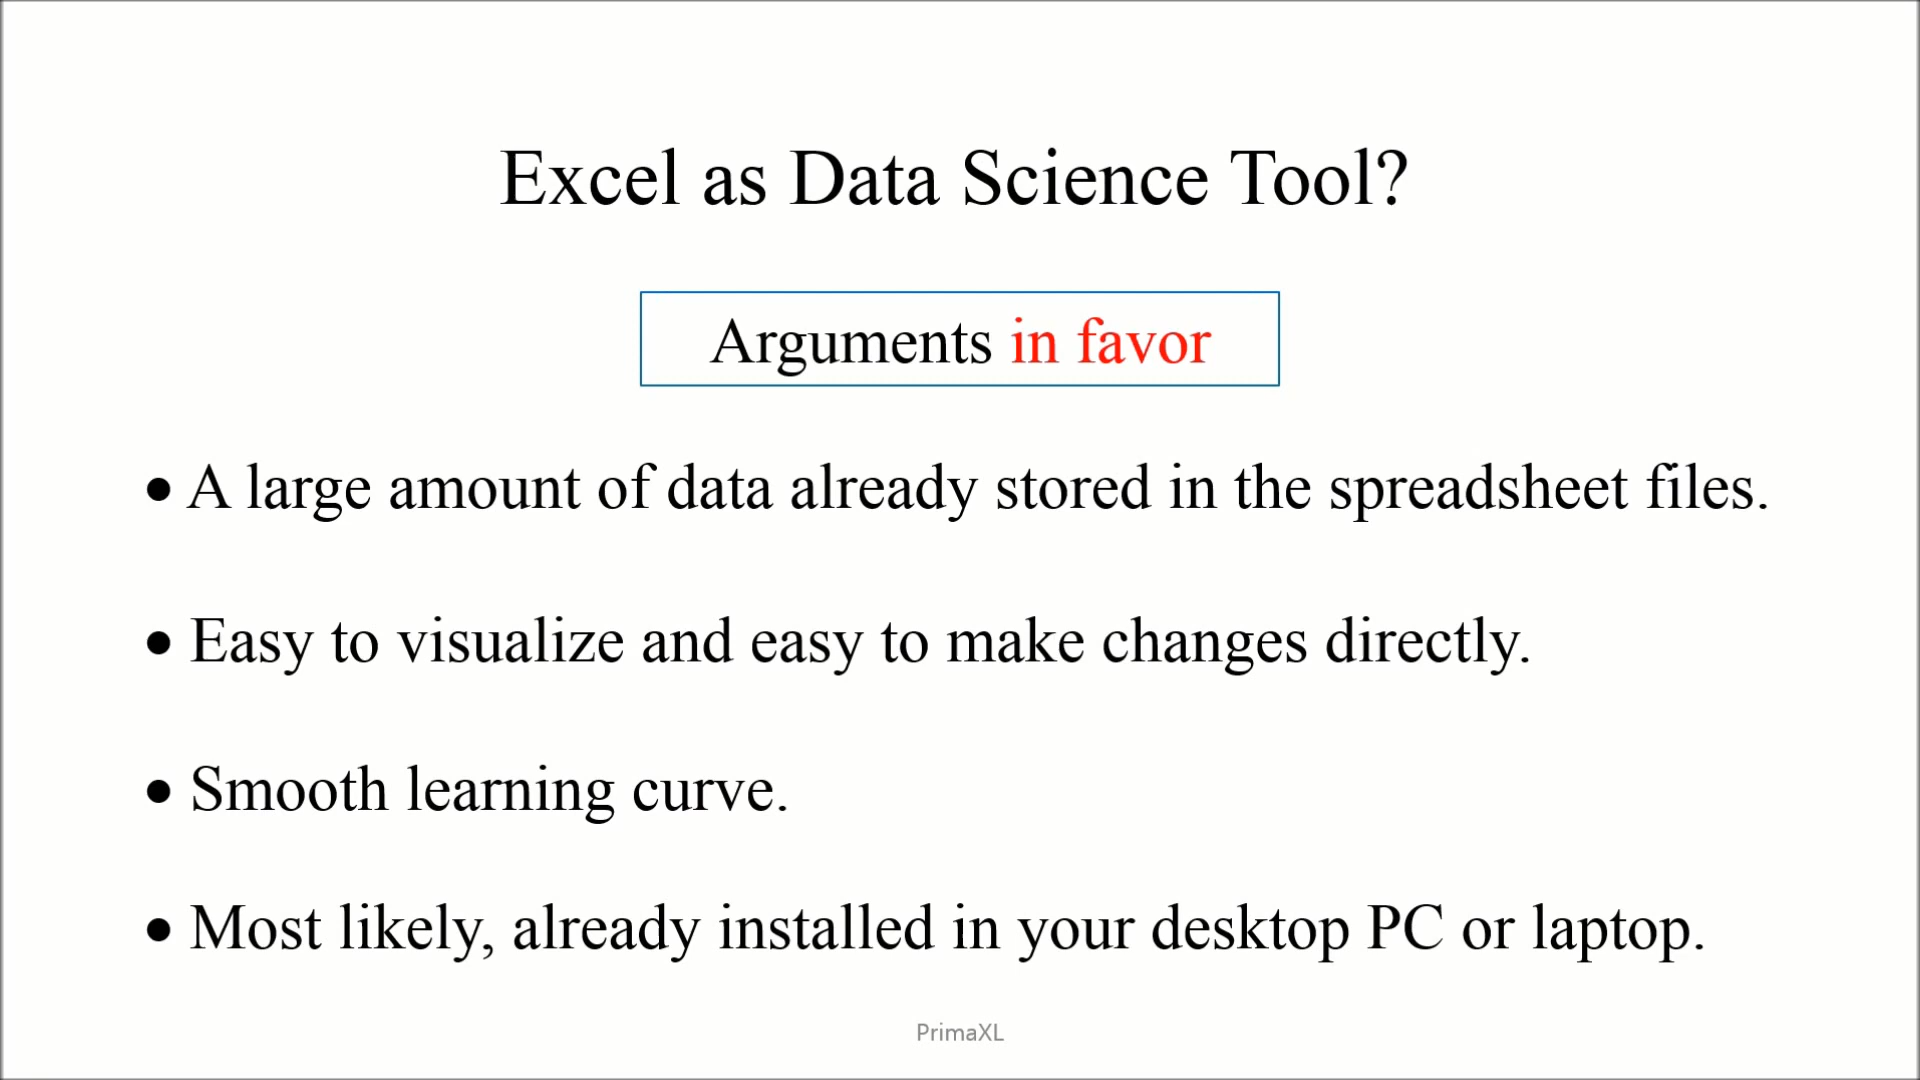 Excel as Data Science Tool?
Arguments in favor
• A large amount of data already stored in the spreadsheet files.
• Easy to visualize and easy to make changes directly.
• Smooth learning curve.
• Most likely, already installed in your desktop PC or laptop.
PrimaXL